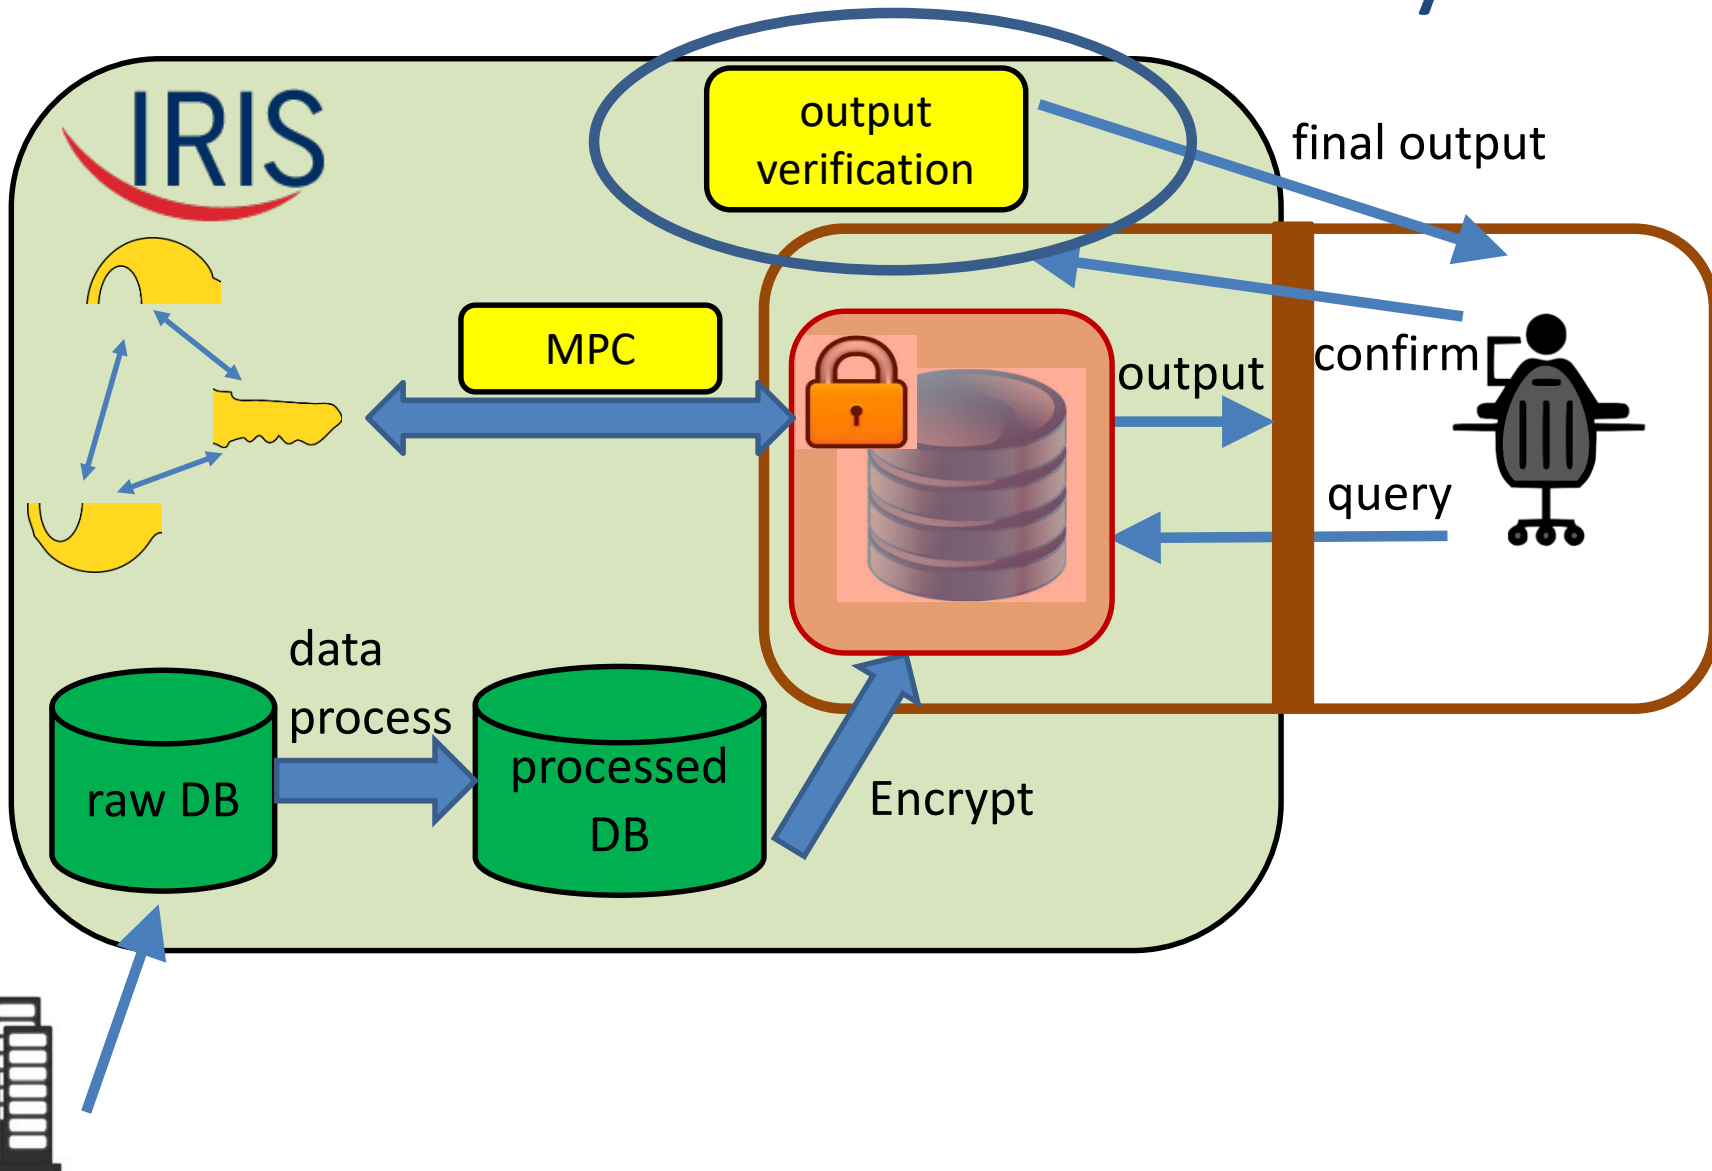 IRIS
output
verification
final output
MPC
output
confirm
query
data
process
raw DB
processed
DB
Encrypt